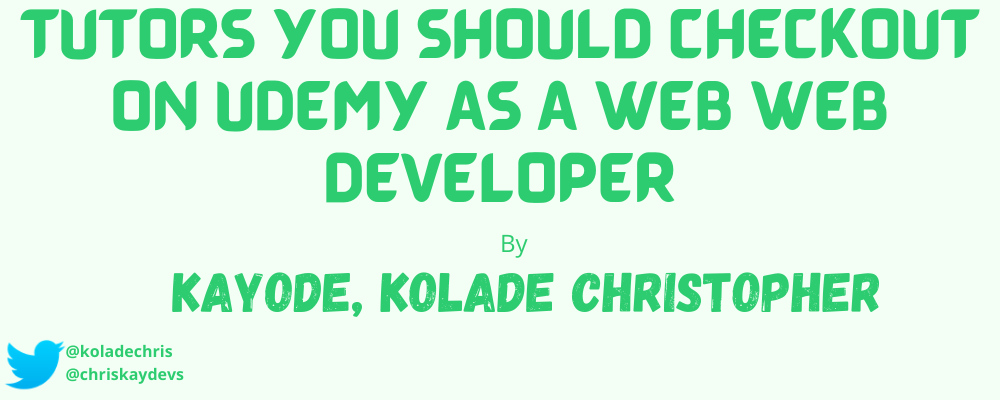 TUTORS YOU SHOULD CHECKOUT
ON UDEMY AS A WEB WEB
DEVELOPER
By
KAYODE, KOLADE CHRISTOPHER
@koladechris
@chriskaydevs